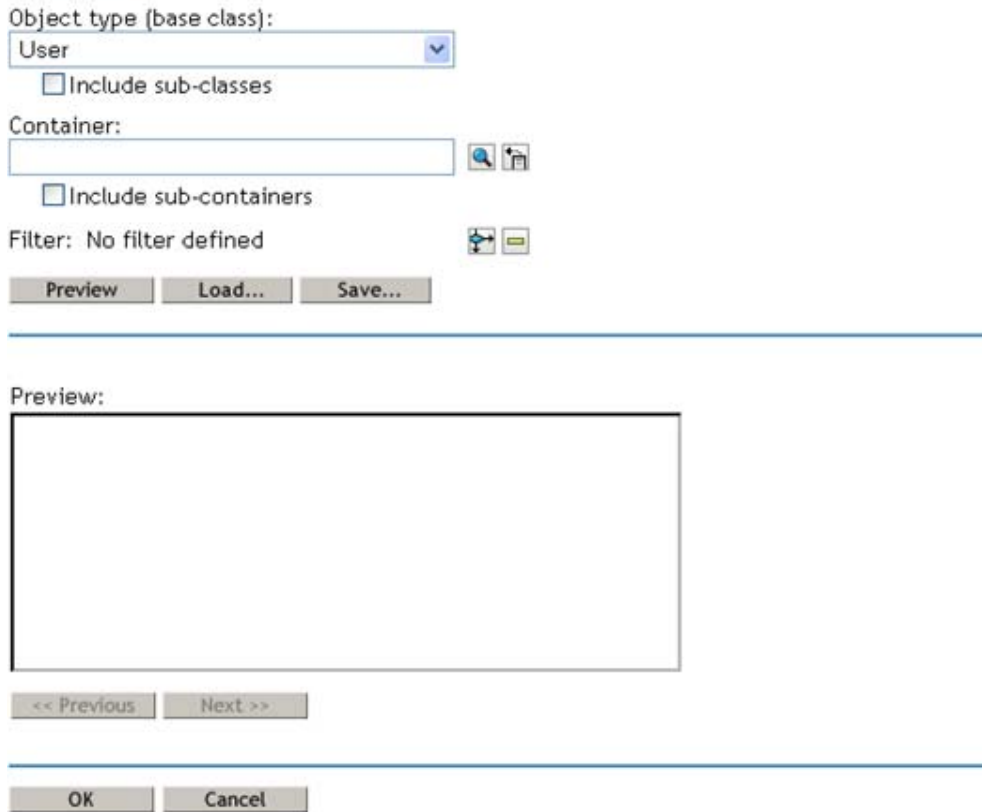 Object type (base class):
User
Include sub-classes
Container:
Include sub-containers
Filter: No filter defined
Preview Load... Save...
Preview:
<< Previous Next >>
OK Cancel